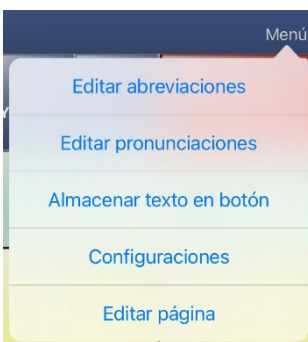 Menú
Editar abreviaciones
Editar pronunciaciones
Almacenar texto en botón
Configuraciones
Editar página